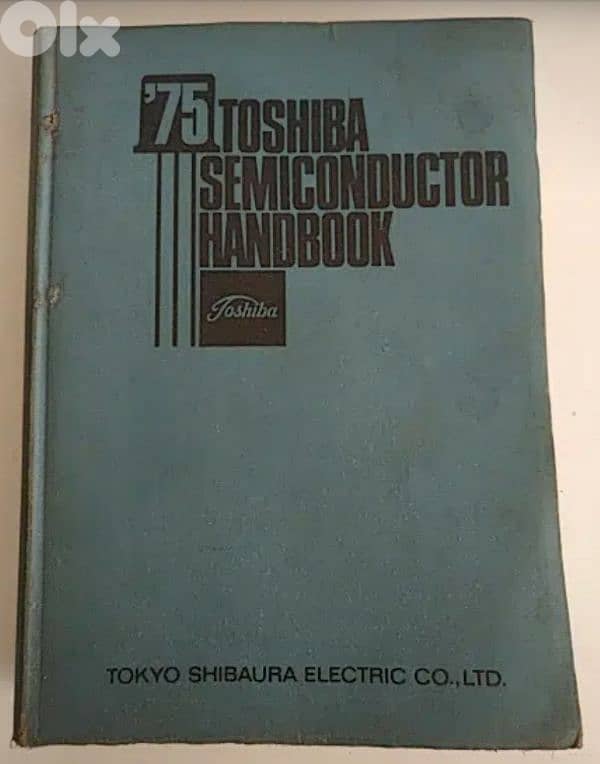 OLX
'75 TOSHIBA
SEMICONDUCTOR
HANDBOOK
Toshiba
TOKYO SHIBAURA ELECTRIC CO.,LTD.